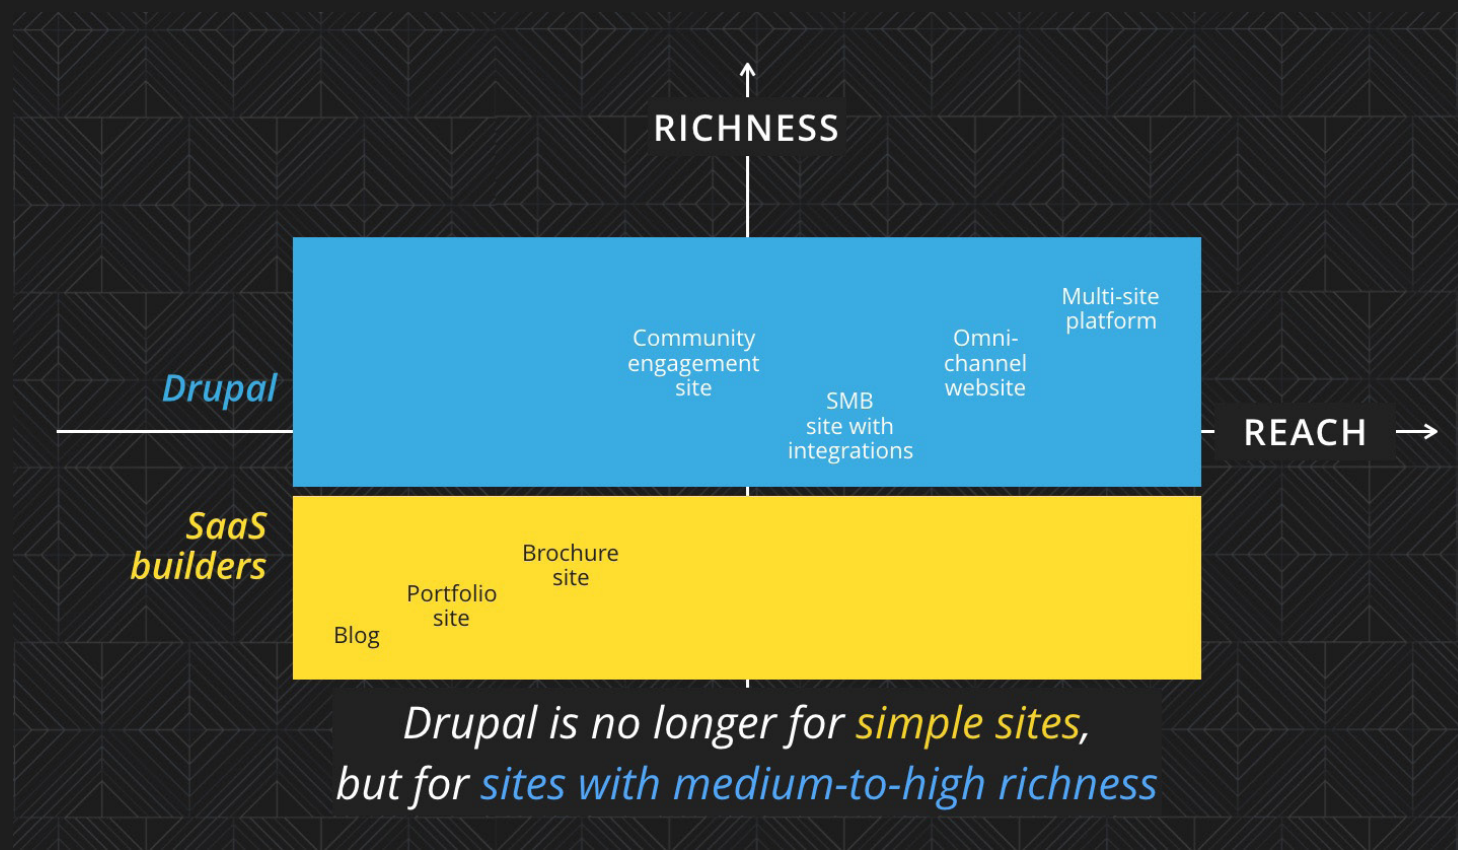 RICHNESS
Multi-site
platform
Community
engagement
site
Omni-
channel
website
Drupal
SMB
site with
integrations
REACH
SaaS
builders
Brochure
site
Portfolio
site
Blog
Drupal is no longer for simple sites,
but for sites with medium-to-high richness